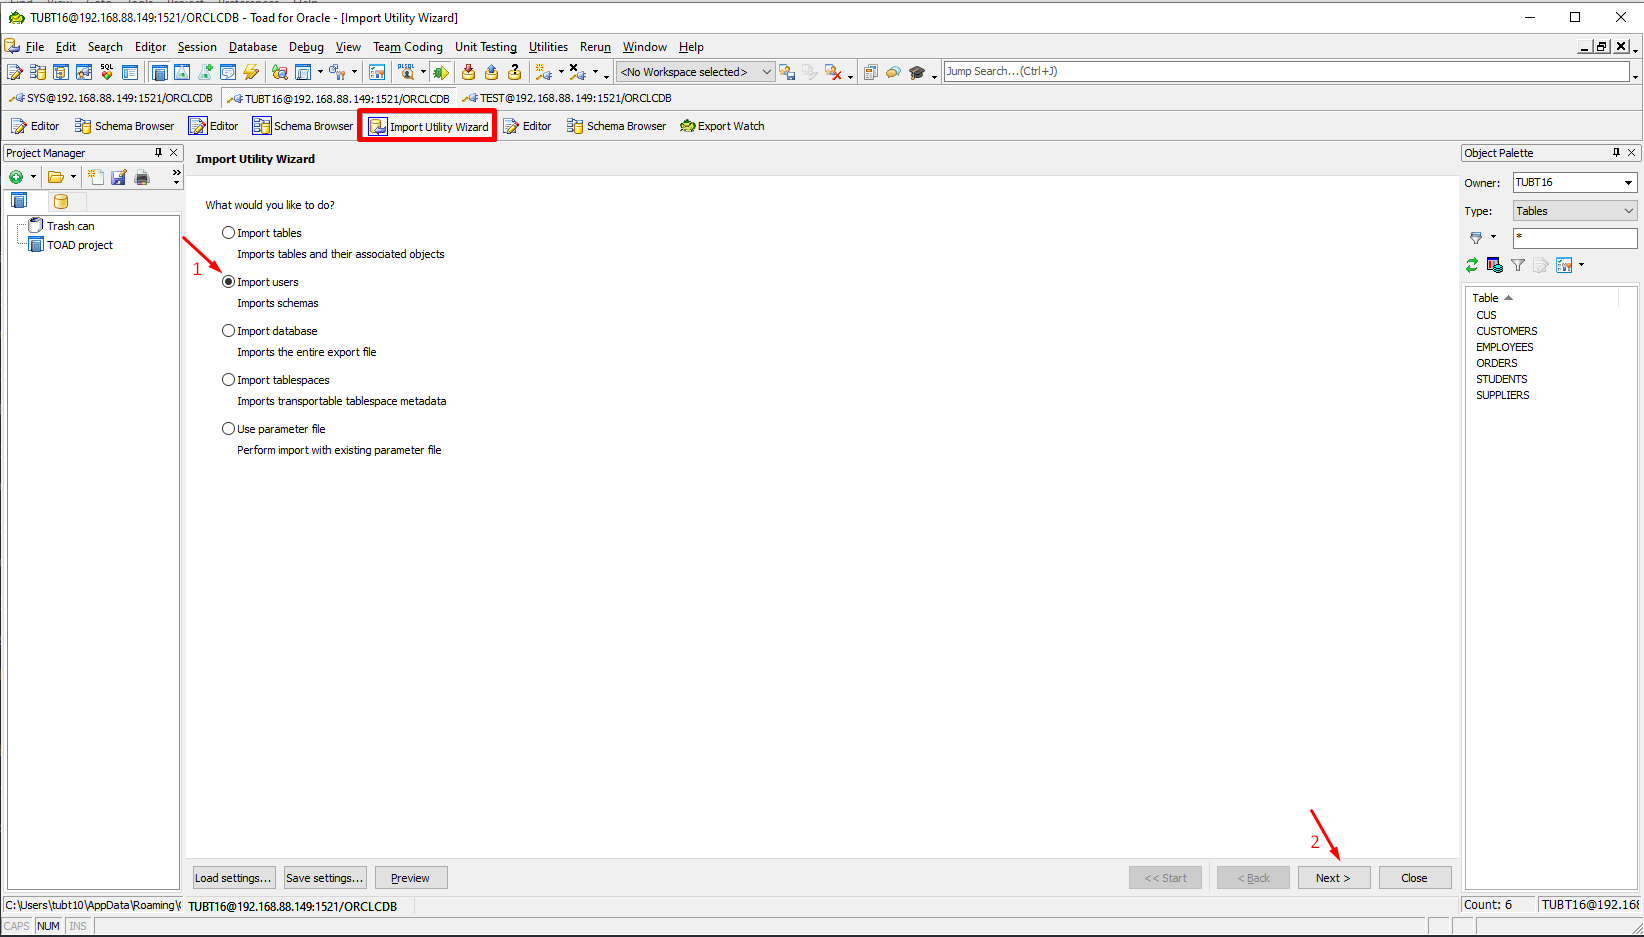 TUBT16@192.168.88.149:1521/ORCLCDB - Toad for Oracle - [Import Utility Wizard]
File Edit Search Editor Session Database Debug View Team Coding Unit Testing Utilities Rerun Window Help
SQL
PLSQL
<No Workspace selected>
Jump Search...(Ctrl+J)
SYS@192.168.88.149:1521/ORCLCDB TUBT16@192.168.88.149:1521/ORCLCDB TEST@192.168.88.149:1521/ORCLCDB
Editor Schema Browser Editor Schema Browser Import Utility Wizard Editor Schema Browser Export Watch
Project Manager
Trash can
TOAD project
Import Utility Wizard
What would you like to do?
Import tables
Imports tables and their associated objects
1
Import users
Imports schemas
Import database
Imports the entire export file
Import tablespaces
Imports transportable tablespace metadata
Use parameter file
Perform import with existing parameter file
2
Load settings... Save settings... Preview << Start < Back Next > Close
Object Palette
Owner: TUBT16
Type: Tables
*
Table
CUS
CUSTOMERS
EMPLOYEES
ORDERS
STUDENTS
SUPPLIERS
C:\Users\tubt10\AppData\Roaming\ TUBT16@192.168.88.149:1521/ORCLCDB Count: 6 TUBT16@192.168
CAPS NUM INS